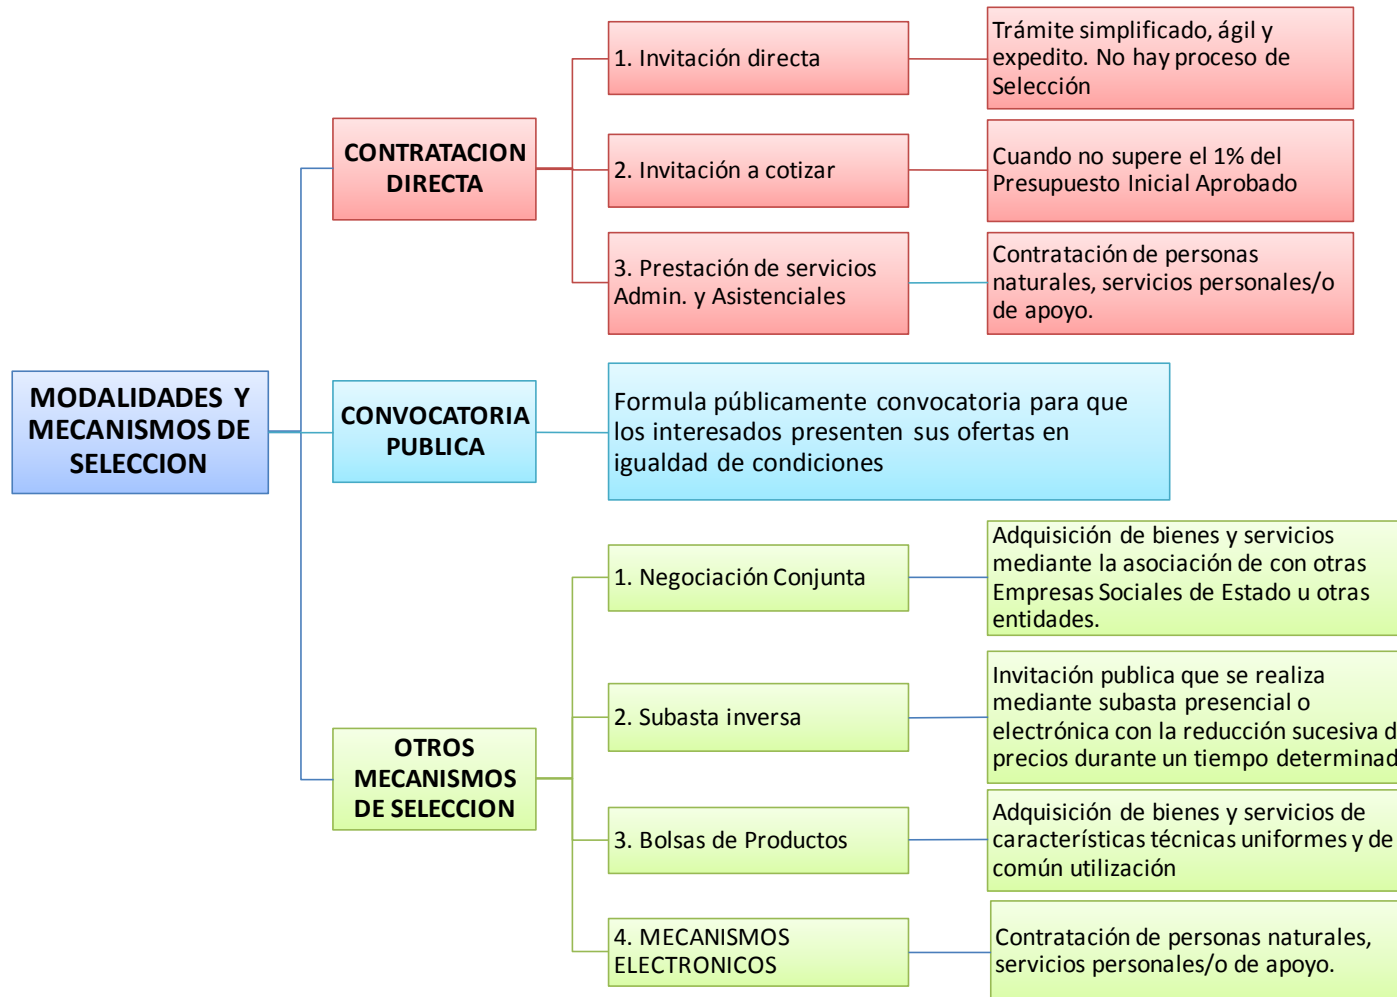 MODALIDADES Y
MECANISMOS DE
SELECCION
CONTRATACION
DIRECTA
1. Invitación directa
Trámite simplificado, ágil y
expedito. No hay proceso de
Selección
2. Invitación a cotizar
Cuando no supere el 1% del
Presupuesto Inicial Aprobado
3. Prestación de servicios
Admin. y Asistenciales
Contratación de personas
naturales, servicios personales/o
de apoyo.
CONVOCATORIA
PUBLICA
Formula públicamente convocatoria para que
los interesados presenten sus ofertas en
igualdad de condiciones
OTROS
MECANISMOS
DE SELECCION
1. Negociación Conjunta
Adquisición de bienes y servicios
mediante la asociación de con otras
Empresas Sociales de Estado u otras
entidades.
2. Subasta inversa
Invitación publica que se realiza
mediante subasta presencial o
electrónica con la reducción sucesiva d
precios durante un tiempo determinad
3. Bolsas de Productos
Adquisición de bienes y servicios de
características técnicas uniformes y de
común utilización
4. MECANISMOS
ELECTRONICOS
Contratación de personas naturales,
servicios personales/o de apoyo.